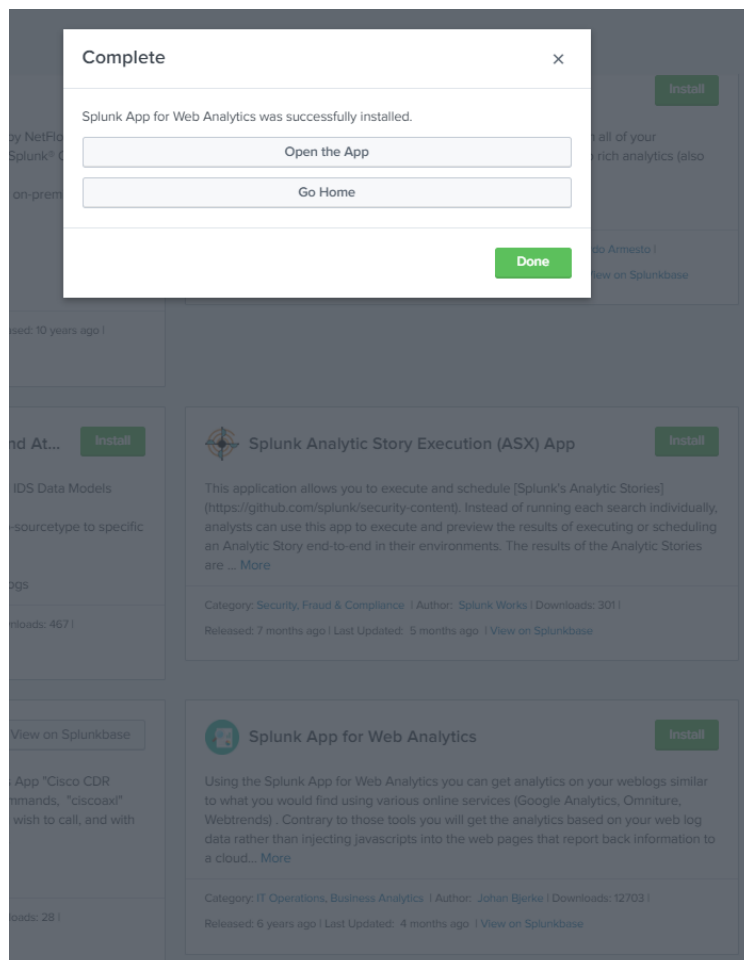 Complete
×
Splunk App for Web Analytics was successfully installed.
Open the App
Go Home
Done
Install
by NetFlo
n all of your
Splunk®
rich analytics (also
on-prem
do Armesto |
View on Splunkbase
ased: 10 years ago |
nd At...
Install
IDS Data Models
-sourcetype to specific
ogs
nloads: 467 |
Splunk Analytic Story Execution (ASX) App
Install
This application allows you to execute and schedule [Splunk's Analytic Stories]
(https://github.com/splunk/security-content). Instead of running each search individually,
analysts can use this app to execute and preview the results of executing or scheduling
an Analytic Story end-to-end in their environments. The results of the Analytic Stories
are ... More
Category: Security, Fraud & Compliance | Author: Splunk Works | Downloads: 301 |
Released: 7 months ago | Last Updated: 5 months ago | View on Splunkbase
View on Splunkbase
s App "Cisco CDR
mmands, "ciscoaxl"
wish to call, and with
loads: 28 |
Splunk App for Web Analytics
Install
Using the Splunk App for Web Analytics you can get analytics on your weblogs similar
to what you would find using various online services (Google Analytics, Omniture,
Webtrends) . Contrary to those tools you will get the analytics based on your web log
data rather than injecting javascripts into the web pages that report back information to
a cloud... More
Category: IT Operations, Business Analytics | Author: Johan Bjerke | Downloads: 12703 |
Released: 6 years ago | Last Updated: 4 months ago | View on Splunkbase